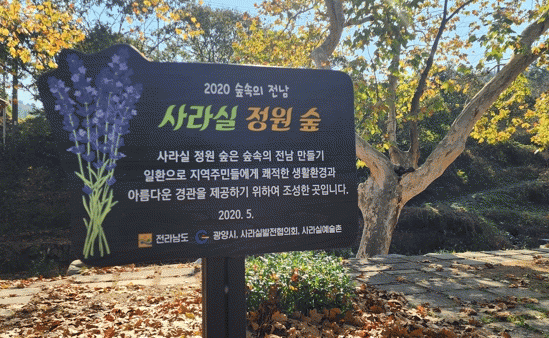 2020 숲속의 전남
사라실 정원 숲
사라실 정원 숲은 숲속의 전남 만들기
일환으로 지역주민들에게 쾌적한 생활환경과
아름다운 경관을 제공하기 위하여 조성한 곳입니다.
2020. 5.
전라남도 광양시, 사라실발전협의회, 사라실예술촌